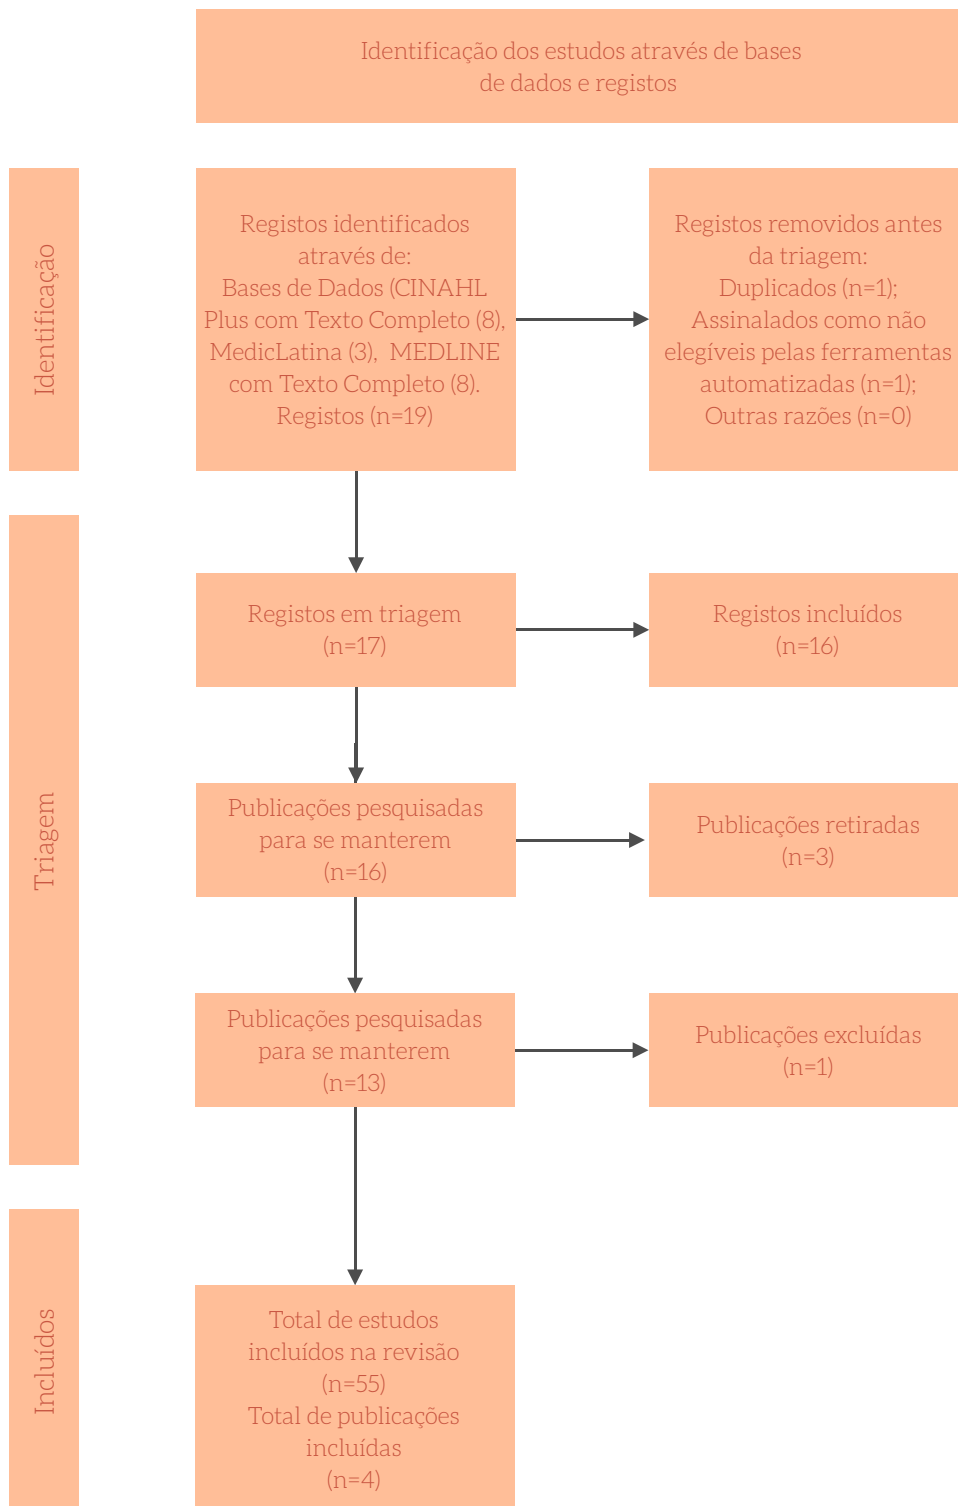 Identificação dos estudos através de bases
de dados e registos
Identificação
Registos identificados
através de:
Bases de Dados (CINAHL
Plus com Texto Completo (8),
MedicLatina (3), MEDLINE
com Texto Completo (8).
Registos (n=19)
Registos removidos antes
da triagem:
Duplicados (n=1);
Assinalados como não
elegíveis pelas ferramentas
automatizadas (n=1);
Outras razões (n=0)
Triagem
Registos em triagem
(n=17)
Registos incluídos
(n=16)
Publicações pesquisadas
para se manterem
(n=16)
Publicações retiradas
(n=3)
Publicações pesquisadas
para se manterem
(n=13)
Publicações excluídas
(n=1)
Incluídos
Total de estudos
incluídos na revisão
(n=55)
Total de publicações
incluídas
(n=4)